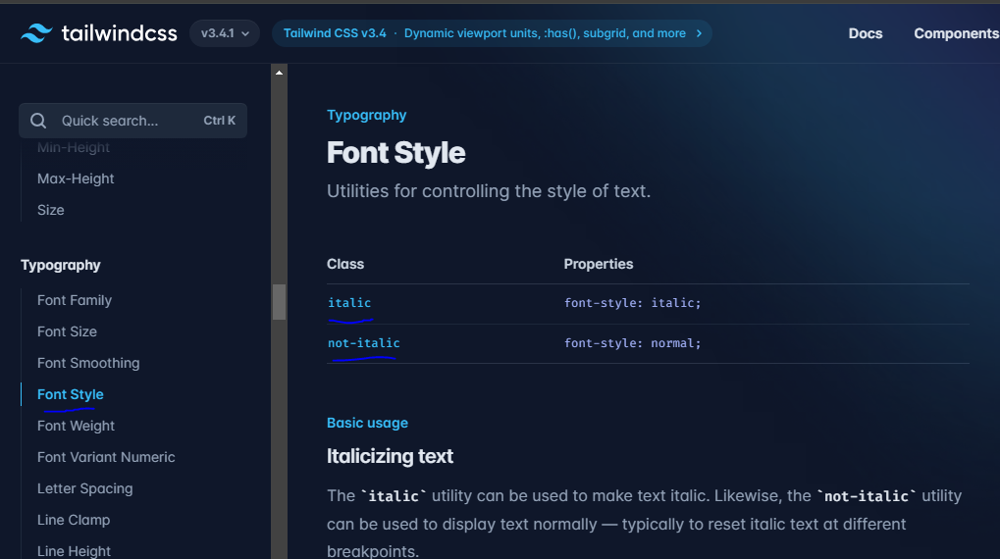 tailwindcss v3.4.1 Tailwind CSS v3.4 · Dynamic viewport units, :has(), subgrid, and more Docs Components
Quick search... Ctrl K
Min-Height
Max-Height
Size
Typography
Font Family
Font Size
Font Smoothing
Font Style
Font Weight
Font Variant Numeric
Letter Spacing
Line Clamp
Line Height
Typography
Font Style
Utilities for controlling the style of text.
Class Properties
italic font-style: italic;
not-italic font-style: normal;
Basic usage
Italicizing text
The `italic` utility can be used to make text italic. Likewise, the `not-italic` utility
can be used to display text normally — typically to reset italic text at different
breakpoints.